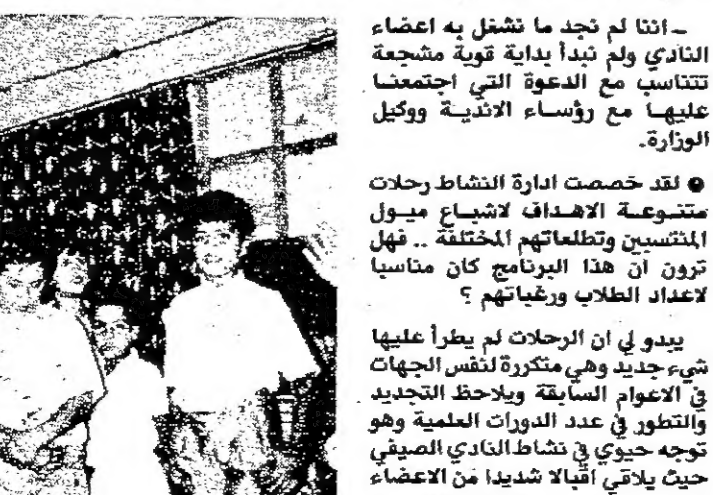 ـ اننا لم نجد ما نشغل به اعضاء
النادي ولم نبدأ بداية قوية مشجعة
تتناسب مع الدعوة التي اجتمعنا
عليها مع رؤساء الاندية ووكيل
الوزارة.
● لقد خصصت ادارة النشاط رحلات
متنوعة الاهداف لاشباع ميول
المنتسبين وتطلعاتهم المختلفة .. فهل
ترون ان هذا البرنامج كان مناسبا
لاعداد الطلاب ورغباتهم ؟
يبدو لي ان الرحلات لم يطرأ عليها
شيء جديد وهي متكررة لنفس الجهات
في الاعوام السابقة ويلاحظ التجديد
والتطور في عدد الدورات العلمية وهو
توجه حيوي في نشاط النادي الصيفي
حيث يلاقي اقبالا شديدا من الاعضاء